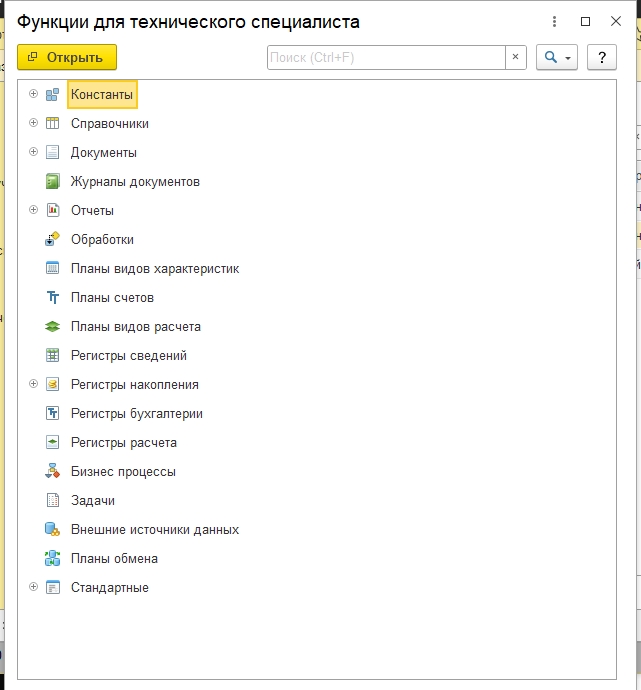 Функции для технического специалиста
Открыть
Поиск (Ctrl+F)
×
?
Константы
Справочники
Документы
Журналы документов
Отчеты
Обработки
Планы видов характеристик
Планы счетов
Планы видов расчета
Регистры сведений
Регистры накопления
Регистры бухгалтерии
Регистры расчета
Бизнес процессы
Задачи
Внешние источники данных
Планы обмена
Стандартные